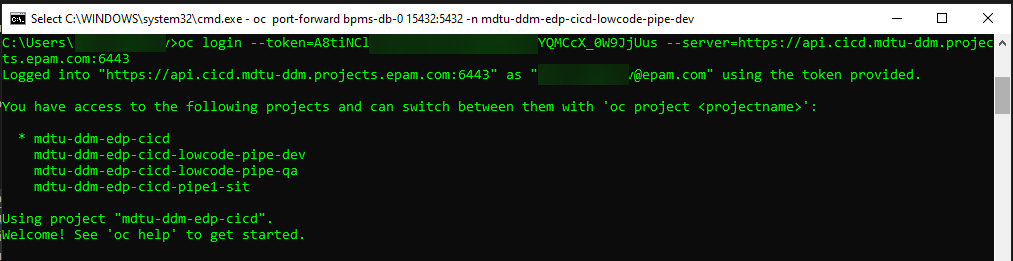 Select C:\WINDOWS\system32\cmd.exe - oc port-forward bpms-db-0 15432:5432 -n mdtu-ddm-edp-cicd-lowcode-pipe-dev
C:\Users\ >oc login --token=A8tiNCl YQMCcX_0W9JjUus --server=https://api.cicd.mdtu-ddm.projec
ts.epam.com:6443
Logged into "https://api.cicd.mdtu-ddm.projects.epam.com:6443" as " @epam.com" using the token provided.
You have access to the following projects and can switch between them with 'oc project <projectname>':
* mdtu-ddm-edp-cicd
mdtu-ddm-edp-cicd-lowcode-pipe-dev
mdtu-ddm-edp-cicd-lowcode-pipe-qa
mdtu-ddm-edp-cicd-pipe1-sit
Using project "mdtu-ddm-edp-cicd".
Welcome! See 'oc help' to get started.